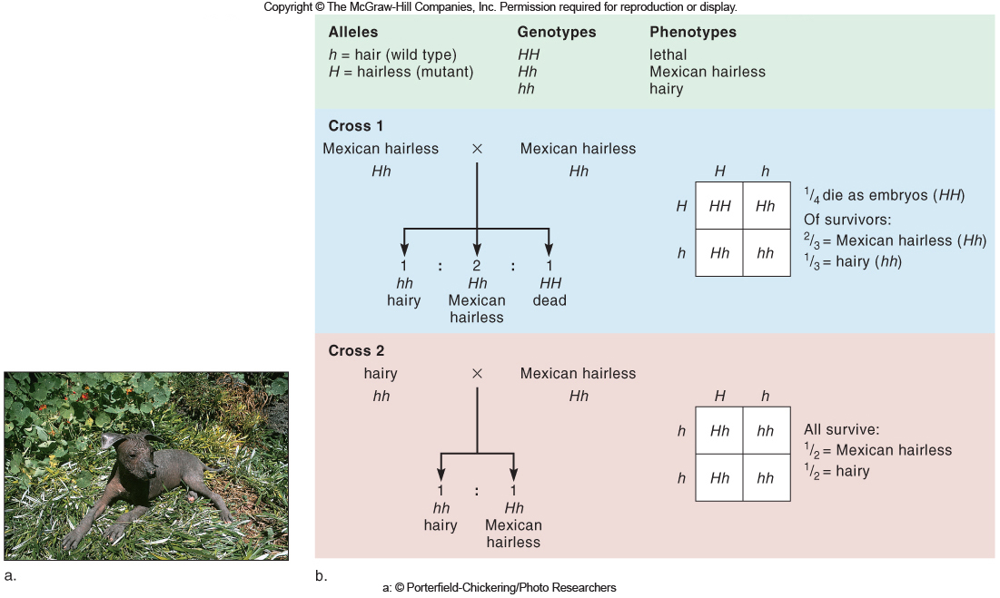 Copyright © The McGraw-Hill Companies, Inc. Permission required for reproduction or display.
Alleles Genotypes Phenotypes
h = hair (wild type) HH lethal
H = hairless (mutant) Hh Mexican hairless
hh hairy
Cross 1
Mexican hairless × Mexican hairless
Hh Hh
1 : 2 : 1
hh Hh HH
hairy Mexican dead
hairless
H h
H HH Hh
h Hh hh
1/4 die as embryos (HH)
Of survivors:
2/3 = Mexican hairless (Hh)
1/3 = hairy (hh)
Cross 2
hairy × Mexican hairless
hh Hh
1 : 1
hh Hh
hairy Mexican
hairless
H h
h Hh hh
h Hh hh
All survive:
1/2 = Mexican hairless
1/2 = hairy
a.
b.
a: © Porterfield-Chickering/Photo Researchers